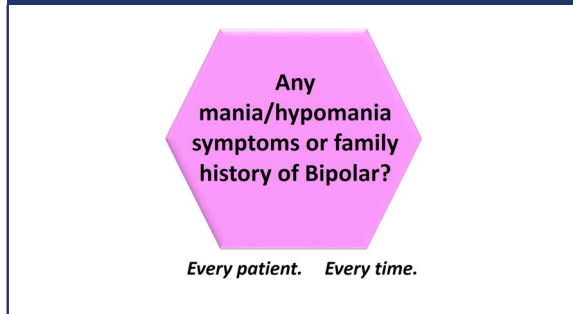 Any
mania/hypomania
symptoms or family
history of Bipolar?
Every patient. Every time.